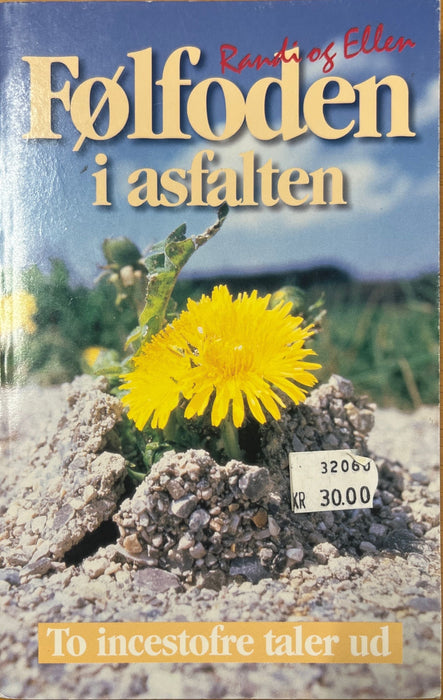 Randi og Ellen
Følfoden
i asfalten
32060
KR 30.00
To incestofre taler ud